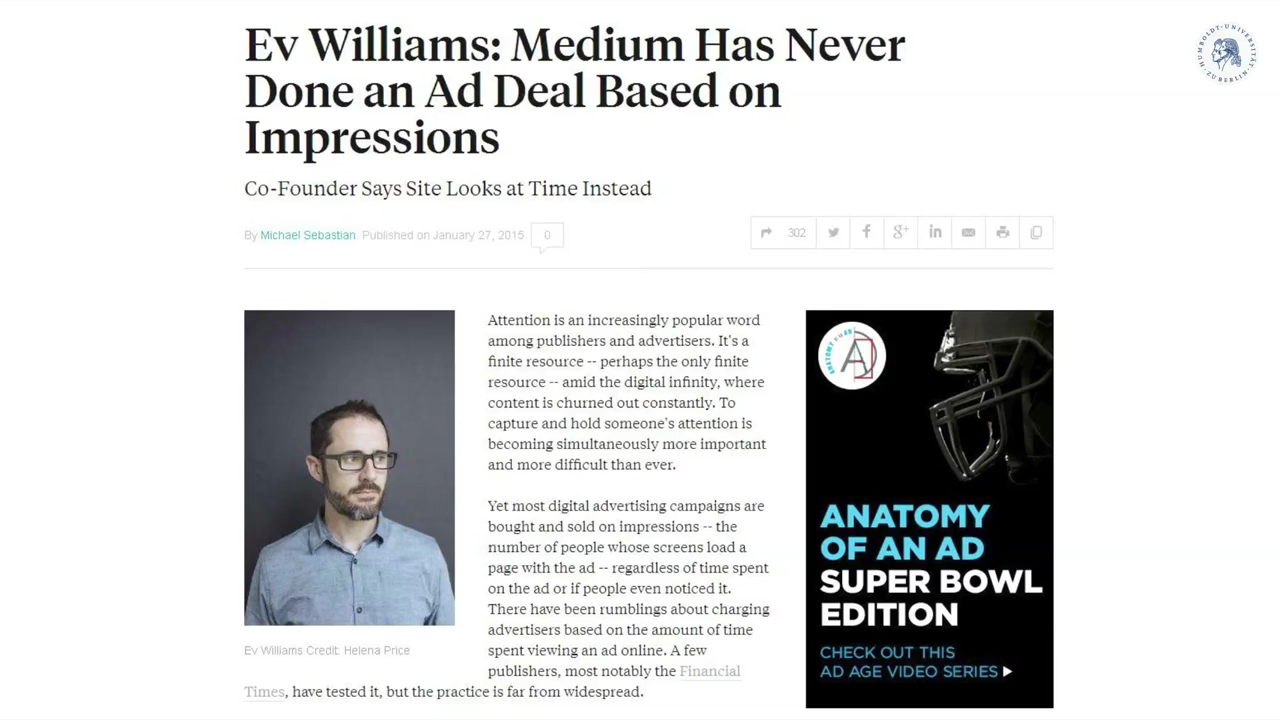 Ev Williams: Medium Has Never
Done an Ad Deal Based on
Impressions
Co-Founder Says Site Looks at Time Instead
By Michael Sebastian. Published on January 27, 2015.
0
302
Attention is an increasingly popular word
among publishers and advertisers. It's a
finite resource -- perhaps the only finite
resource -- amid the digital infinity, where
content is churned out constantly. To
capture and hold someone's attention is
becoming simultaneously more important
and more difficult than ever.
Yet most digital advertising campaigns are
bought and sold on impressions -- the
number of people whose screens load a
page with the ad -- regardless of time spent
on the ad or if people even noticed it.
There have been rumblings about charging
advertisers based on the amount of time
spent viewing an ad online. A few
publishers, most notably the Financial
Times, have tested it, but the practice is far from widespread.
Ev Williams Credit: Helena Price
ANATOMY
OF AN AD
SUPER BOWL
EDITION
CHECK OUT THIS
AD AGE VIDEO SERIES
HUMBOLDT-UNIVERSITÄT
ZU BERLIN